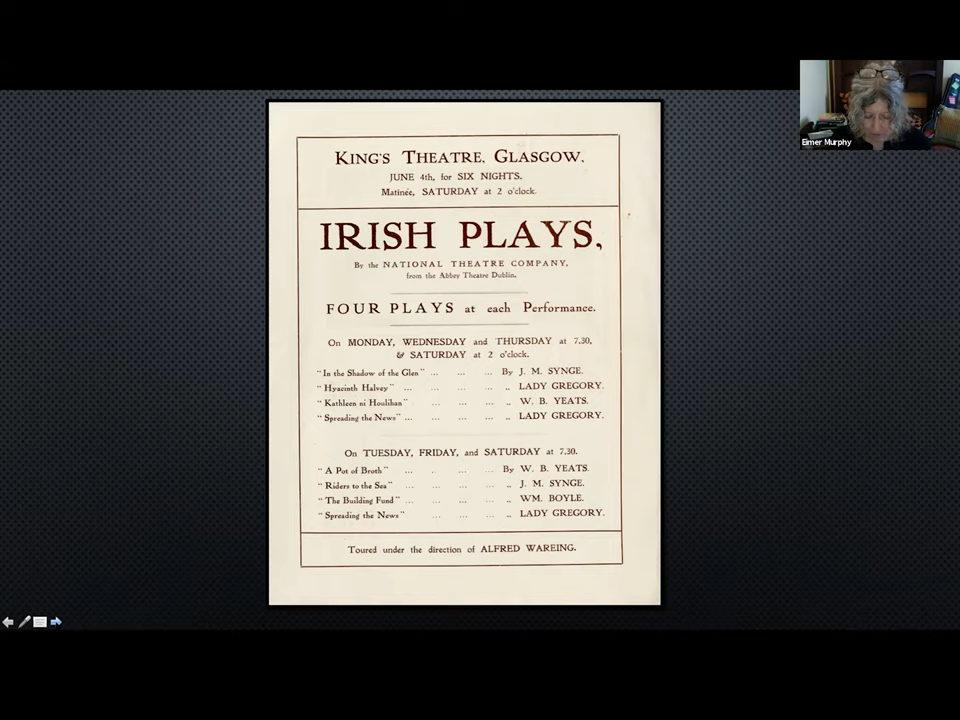 KING'S THEATRE, GLASGOW,
JUNE 4th, for SIX NIGHTS.
Matinée, SATURDAY at 2 o'clock.
IRISH PLAYS,
By the NATIONAL THEATRE COMPANY,
from the Abbey Theatre Dublin.
FOUR PLAYS at each Performance.
On MONDAY, WEDNESDAY and THURSDAY at 7.30,
& SATURDAY at 2 o'clock.
"In the Shadow of the Glen" ... ... ... By J. M. SYNGE.
"Hyacinth Halvey" ... ... ... ... „ LADY GREGORY.
"Kathleen ni Houlihan" ... ... ... „ W. B. YEATS.
"Spreading the News" ... ... ... ... „ LADY GREGORY.
On TUESDAY, FRIDAY, and SATURDAY at 7.30.
"A Pot of Broth" ... ... ... ... By W. B. YEATS.
"Riders to the Sea" ... ... ... ... „ J. M. SYNGE.
"The Building Fund" ... ... ... ... „ WM. BOYLE.
"Spreading the News" ... ... ... „ LADY GREGORY.
Toured under the direction of ALFRED WAREING.
Eimer Murphy